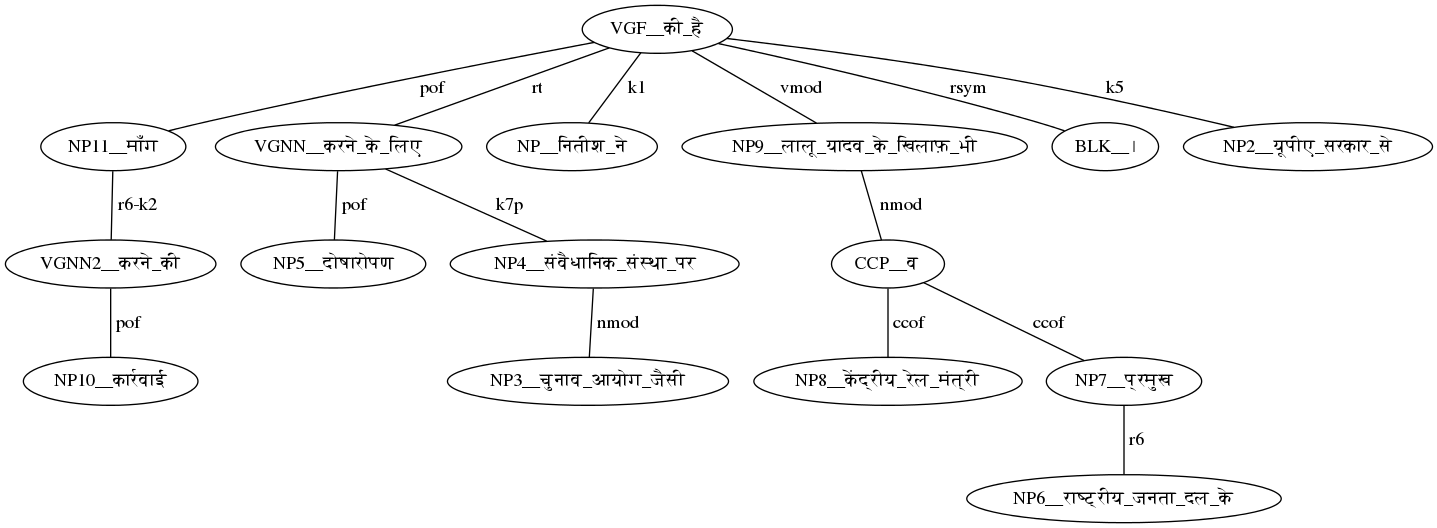 VGF__की_है
pof rt k1 vmod rsym k5
NP11__माँग VGNN__करने_के_लिए NP__नितीश_ने NP9__लालू_यादव_के_खिलाफ़_भी BLK__। NP2__यूपीए_सरकार_से
r6-k2 pof k7p nmod
VGNN2__करने_की NP5__दोषारोपण NP4__संवैधानिक_संस्था_पर CCP__व
pof nmod ccof ccof
NP10__कार्रवाई NP3__चुनाव_आयोग_जैसी NP8__केंद्रीय_रेल_मंत्री NP7__प्रमुख
r6
NP6__राष्ट्रीय_जनता_दल_के